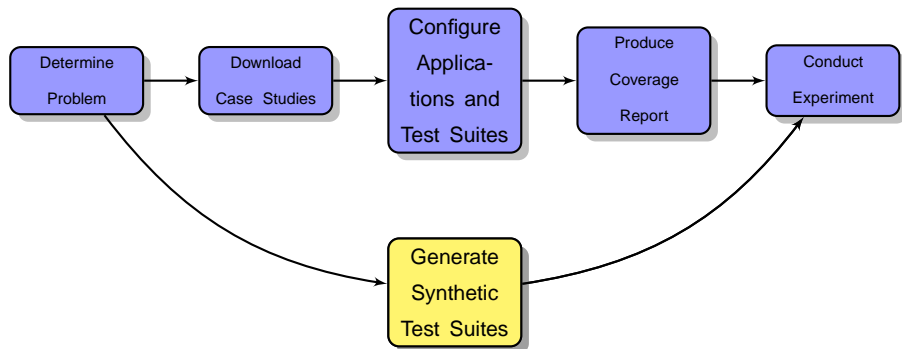 Determine
Problem
Download
Case Studies
Configure
Applica-
tions and
Test Suites
Produce
Coverage
Report
Conduct
Experiment
Generate
Synthetic
Test Suites